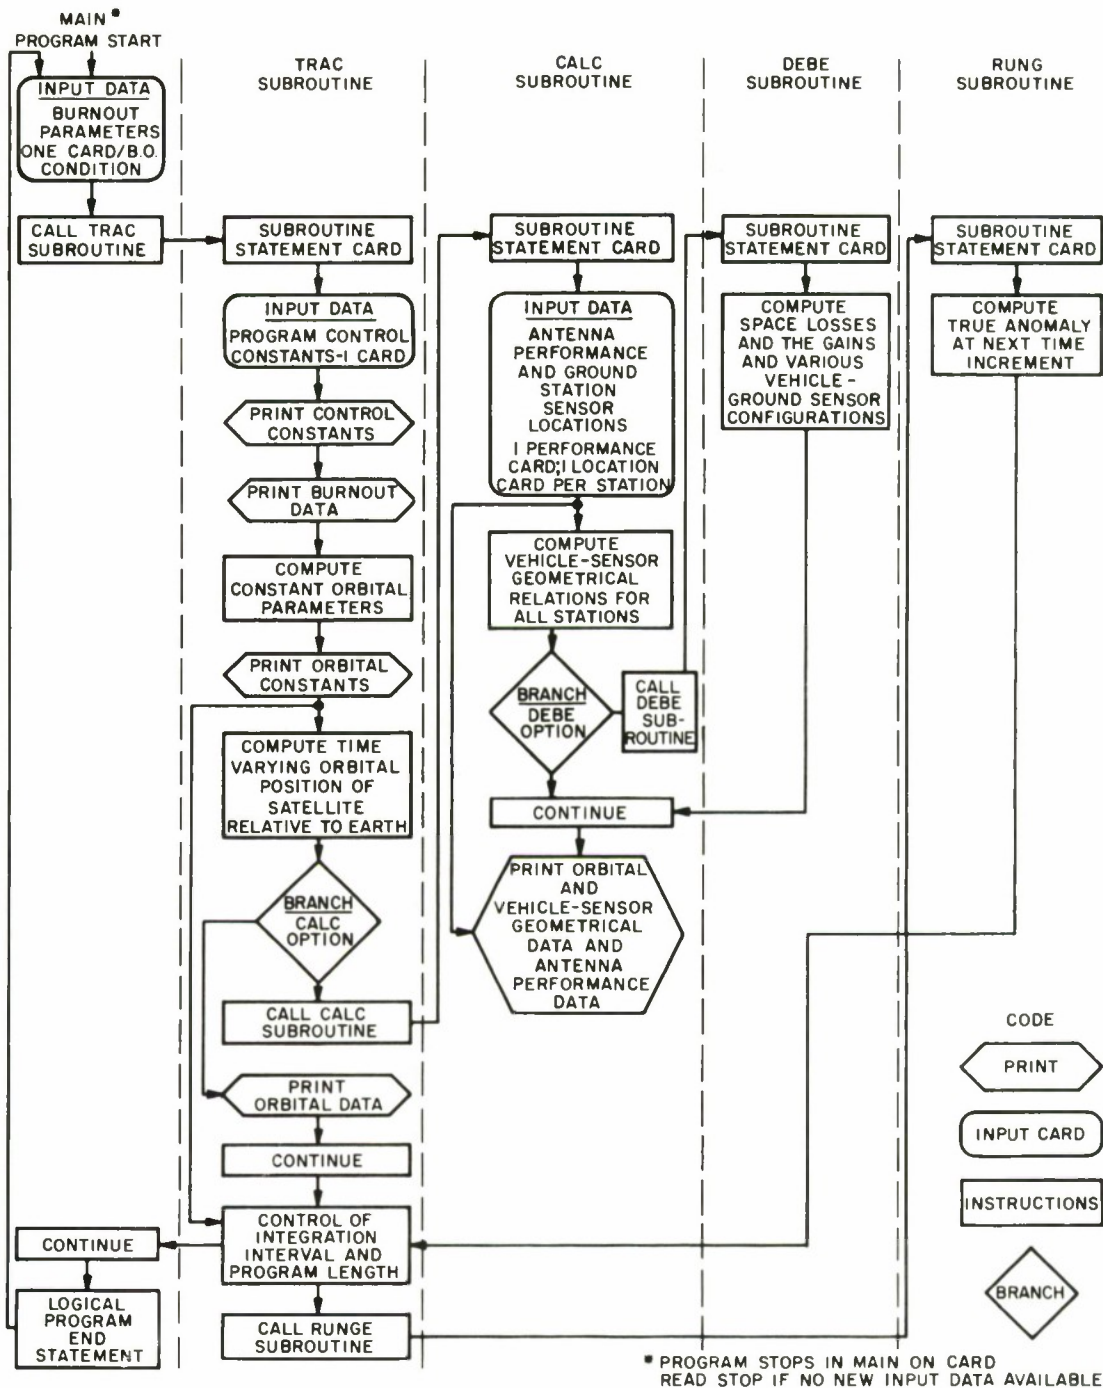 MAIN *
PROGRAM START
INPUT DATA
BURNOUT
PARAMETERS
ONE CARD/B.O.
CONDITION
CALL TRAC
SUBROUTINE
CONTINUE
LOGICAL
PROGRAM
END
STATEMENT
TRAC
SUBROUTINE
SUBROUTINE
STATEMENT CARD
INPUT DATA
PROGRAM CONTROL
CONSTANTS-I CARD
PRINT CONTROL
CONSTANTS
PRINT BURNOUT
DATA
COMPUTE
CONSTANT ORBITAL
PARAMETERS
PRINT ORBITAL
CONSTANTS
COMPUTE TIME
VARYING ORBITAL
POSITION OF
SATELLITE
RELATIVE TO EARTH
BRANCH
CALC
OPTION
CALL CALC
SUBROUTINE
PRINT
ORBITAL DATA
CONTINUE
CONTROL OF
INTEGRATION
INTERVAL AND
PROGRAM LENGTH
CALL RUNGE
SUBROUTINE
CALC
SUBROUTINE
SUBROUTINE
STATEMENT CARD
INPUT DATA
ANTENNA
PERFORMANCE
AND GROUND
STATION
SENSOR
LOCATIONS
I PERFORMANCE
CARD;I LOCATION
CARD PER STATION
COMPUTE
VEHICLE-SENSOR
GEOMETRICAL
RELATIONS FOR
ALL STATIONS
BRANCH
DEBE
OPTION
CALL
DEBE
SUB-
ROUTINE
CONTINUE
PRINT ORBITAL
AND
VEHICLE-SENSOR
GEOMETRICAL
DATA AND
ANTENNA
PERFORMANCE
DATA
DEBE
SUBROUTINE
SUBROUTINE
STATEMENT CARD
COMPUTE
SPACE LOSSES
AND THE GAINS
AND VARIOUS
VEHICLE-
GROUND SENSOR
CONFIGURATIONS
RUNG
SUBROUTINE
SUBROUTINE
STATEMENT CARD
COMPUTE
TRUE ANOMALY
AT NEXT TIME
INCREMENT
CODE
PRINT
INPUT CARD
INSTRUCTIONS
BRANCH
* PROGRAM STOPS IN MAIN ON CARD
READ STOP IF NO NEW INPUT DATA AVAILABLE